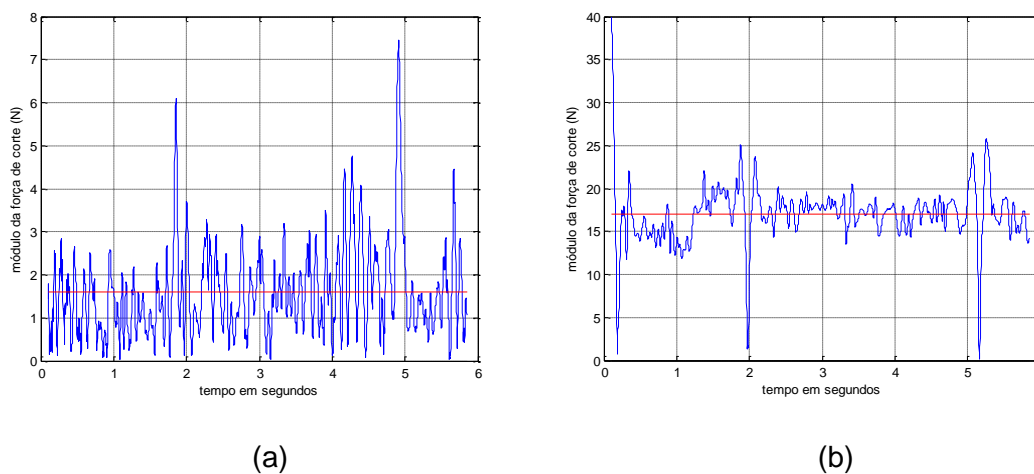 8
7
6
5
4
3
2
1
0
0 1 2 3 4 5 6
módulo da força de corte (N)
tempo em segundos
(a)
40
35
30
25
20
15
10
5
0
0 1 2 3 4 5
módulo da força de corte (N)
tempo em segundos
(b)